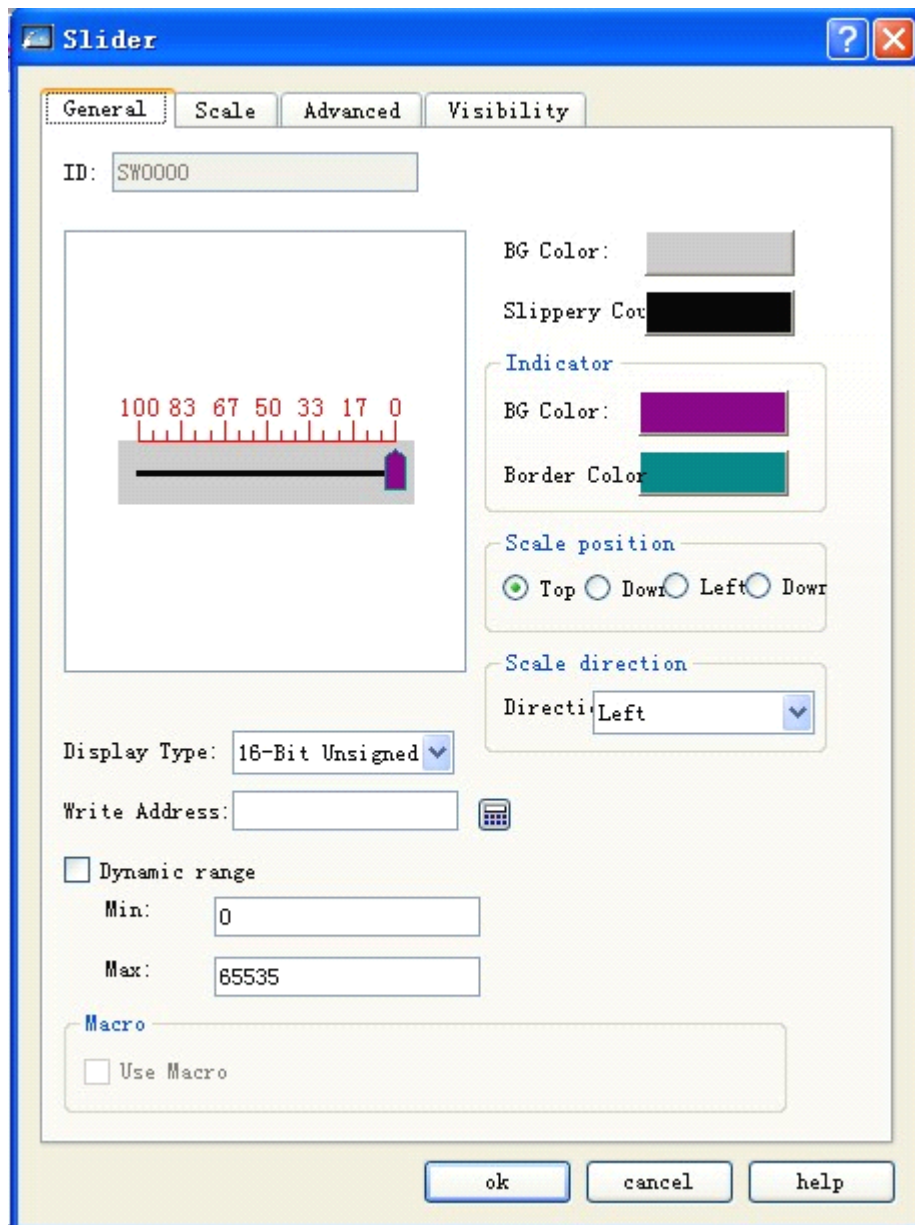 Slider
General Scale Advanced Visibility
ID: SW0000
BG Color:
Slippery Cou
Indicator
100 83 67 50 33 17 0
BG Color:
Border Color
Scale position
Top Down Left Down
Scale direction
Directi Left
Display Type: 16-Bit Unsigned
Write Address:
Dynamic range
Min: 0
Max: 65535
Macro
Use Macro
ok cancel help